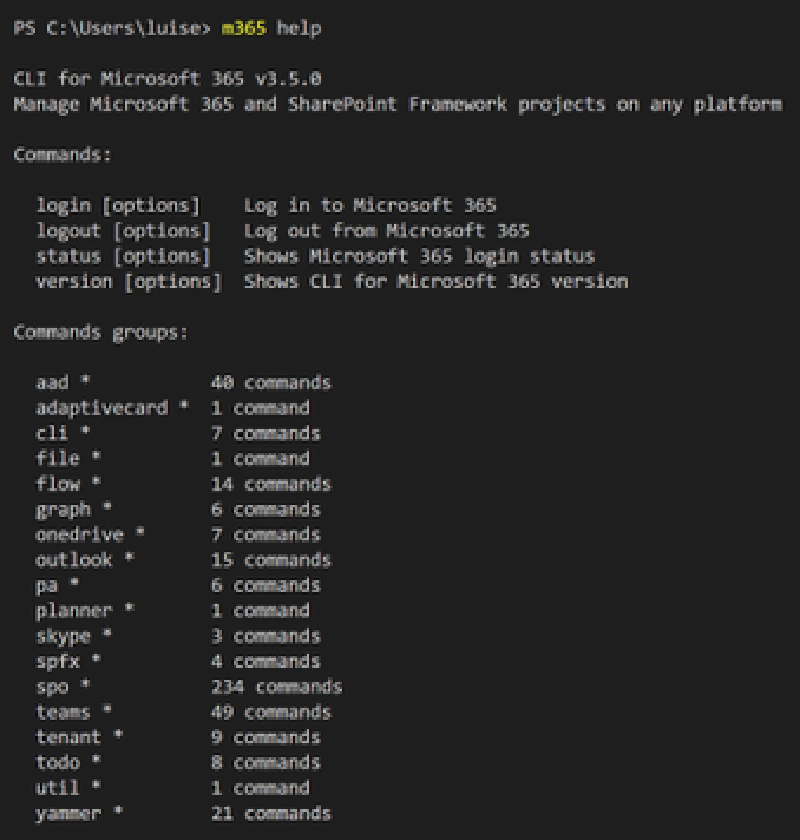 PS C:\Users\luise> m365 help
CLI for Microsoft 365 v3.5.0
Manage Microsoft 365 and SharePoint Framework projects on any platform
Commands:
login [options] Log in to Microsoft 365
logout [options] Log out from Microsoft 365
status [options] Shows Microsoft 365 login status
version [options] Shows CLI for Microsoft 365 version
Commands groups:
aad * 40 commands
adaptivecard * 1 command
cli * 7 commands
file * 1 command
flow * 14 commands
graph * 6 commands
onedrive * 7 commands
outlook * 15 commands
pa * 6 commands
planner * 1 command
skype * 3 commands
spfx * 4 commands
spo * 234 commands
teams * 49 commands
tenant * 9 commands
todo * 8 commands
util * 1 command
yammer * 21 commands